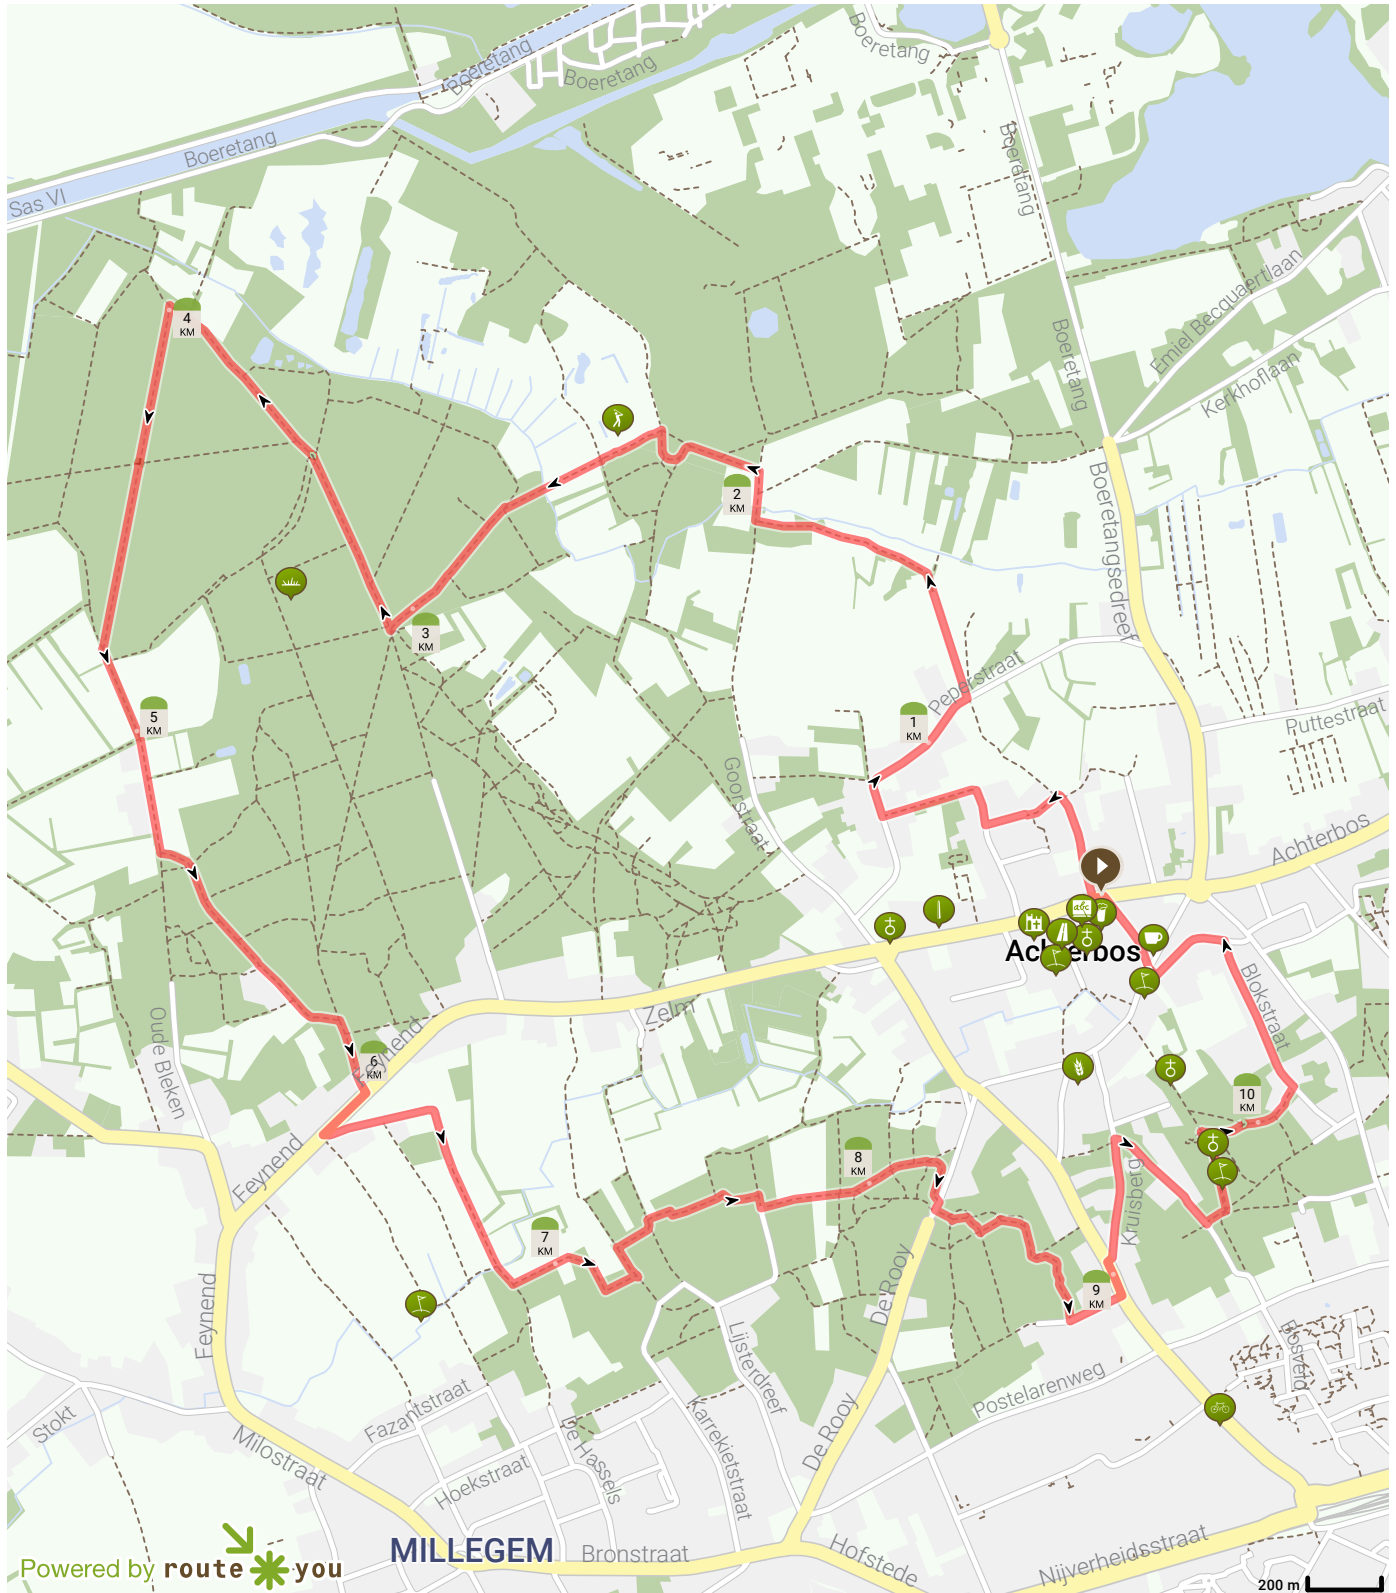 Boeretang
Boeretang
Boeretang
Boeretang
Sas VI
Boeretang
Boeretang
Emiel Becquaertlaan
Kerkhoflaan
4
KM
Boeretangsedreef
2
KM
3
KM
Peperstraat
1
KM
5
KM
Puttestraat
Goorstraat
Achterbos
abc
Achterbos
Blokstraat
Zelm
Oude Bleken
6
KM
Feynend
10
KM
Feynend
8
KM
Kruisberg
7
KM
De Rooy
9
KM
Feynend
Lijsterdreef
Bosveld
Postelarenweg
Fazantstraat
Stokt
Karrekietstraat
De Rooy
Milostraat
De Hassels
Hoekstraat
MILLEGEM
Bronstraat
Hofstede
Nijverheidsstraat
Powered by route you
200 m